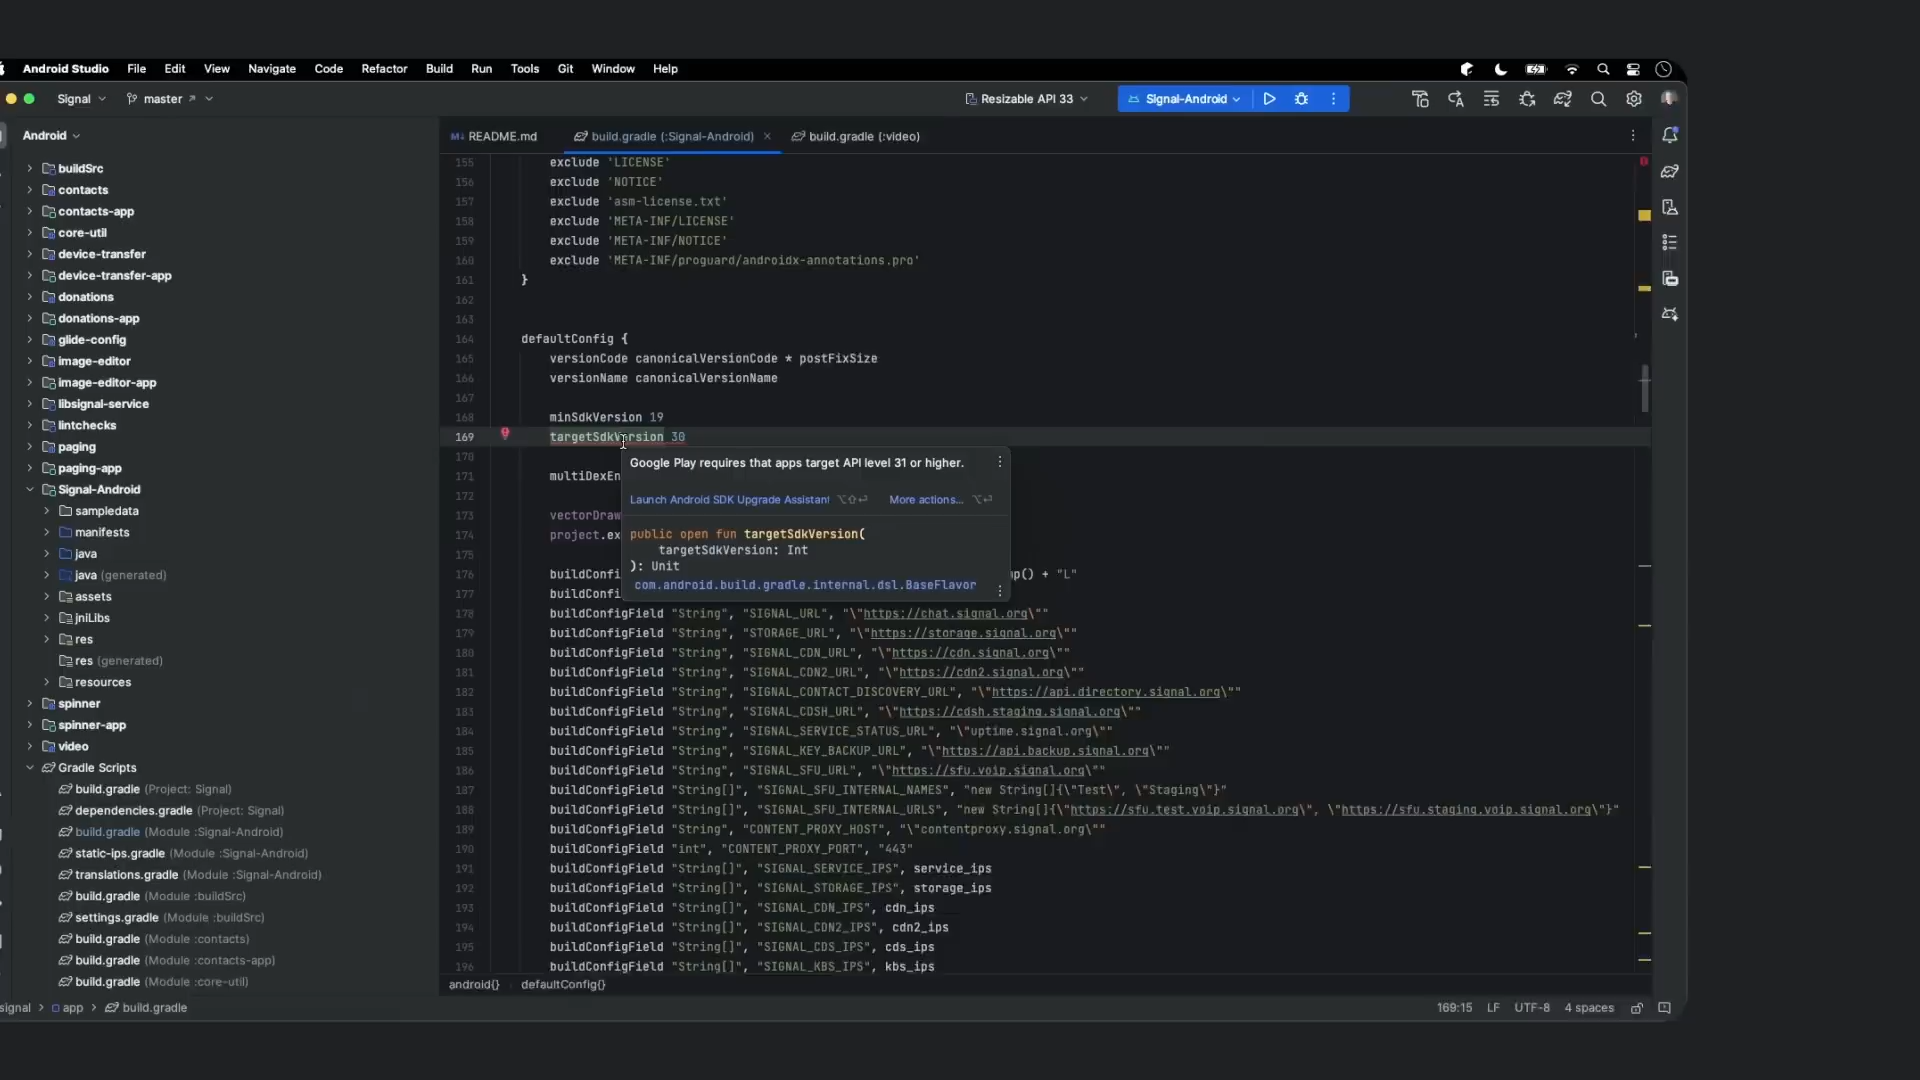 Android Studio File Edit View Navigate Code Refactor Build Run Tools Git Window Help
Signal master Resizable API 33 Signal-Android
Android
buildSrc
contacts
contacts-app
core-util
device-transfer
device-transfer-app
donations
donations-app
glide-config
image-editor
image-editor-app
libsignal-service
lintchecks
paging
paging-app
Signal-Android
sampledata
manifests
java
java (generated)
assets
jniLibs
res
res (generated)
resources
spinner
spinner-app
video
Gradle Scripts
build.gradle (Project: Signal)
dependencies.gradle (Project: Signal)
build.gradle (Module :Signal-Android)
static-ips.gradle (Module :Signal-Android)
translations.gradle (Module :Signal-Android)
build.gradle (Module :buildSrc)
settings.gradle (Module :buildSrc)
build.gradle (Module :contacts)
build.gradle (Module :contacts-app)
build.gradle (Module :core-util)
README.md build.gradle (:Signal-Android) build.gradle (:video)
155 exclude 'LICENSE'
156 exclude 'NOTICE'
157 exclude 'asm-license.txt'
158 exclude 'META-INF/LICENSE'
159 exclude 'META-INF/NOTICE'
160 exclude 'META-INF/proguard/androidx-annotations.pro'
161 }
162
163
164 defaultConfig {
165 versionCode canonicalVersionCode * postFixSize
166 versionName canonicalVersionName
167
168 minSdkVersion 19
169 targetSdkVersion 30
170
171 multiDexEn
172
173 vectorDraw
174 project.ex
175
176 buildConfi p() + "L"
177 buildConfi
Google Play requires that apps target API level 31 or higher.
Launch Android SDK Upgrade Assistant ⌥⇧⏎ More actions... ⌥⏎
public open fun targetSdkVersion(
targetSdkVersion: Int
): Unit
com.android.build.gradle.internal.dsl.BaseFlavor
178 buildConfigField "String", "SIGNAL_URL", "\"https://chat.signal.org\""
179 buildConfigField "String", "STORAGE_URL", "\"https://storage.signal.org\""
180 buildConfigField "String", "SIGNAL_CDN_URL", "\"https://cdn.signal.org\""
181 buildConfigField "String", "SIGNAL_CDN2_URL", "\"https://cdn2.signal.org\""
182 buildConfigField "String", "SIGNAL_CONTACT_DISCOVERY_URL", "\"https://api.directory.signal.org\""
183 buildConfigField "String", "SIGNAL_CDSH_URL", "\"https://cdsh.staging.signal.org\""
184 buildConfigField "String", "SIGNAL_SERVICE_STATUS_URL", "\"uptime.signal.org\""
185 buildConfigField "String", "SIGNAL_KEY_BACKUP_URL", "\"https://api.backup.signal.org\""
186 buildConfigField "String", "SIGNAL_SFU_URL", "\"https://sfu.voip.signal.org\""
187 buildConfigField "String[]", "SIGNAL_SFU_INTERNAL_NAMES", "new String[]{\"Test\", \"Staging\"}"
188 buildConfigField "String[]", "SIGNAL_SFU_INTERNAL_URLS", "new String[]{\"https://sfu.test.voip.signal.org\", \"https://sfu.staging.voip.signal.org\"}"
189 buildConfigField "String", "CONTENT_PROXY_HOST", "\"contentproxy.signal.org\""
190 buildConfigField "int", "CONTENT_PROXY_PORT", "443"
191 buildConfigField "String[]", "SIGNAL_SERVICE_IPS", service_ips
192 buildConfigField "String[]", "SIGNAL_STORAGE_IPS", storage_ips
193 buildConfigField "String[]", "SIGNAL_CDN_IPS", cdn_ips
194 buildConfigField "String[]", "SIGNAL_CDN2_IPS", cdn2_ips
195 buildConfigField "String[]", "SIGNAL_CDS_IPS", cds_ips
196 buildConfigField "String[]", "SIGNAL_KBS_IPS", kbs_ips
android{} defaultConfig{}
signal app build.gradle 169:15 LF UTF-8 4 spaces